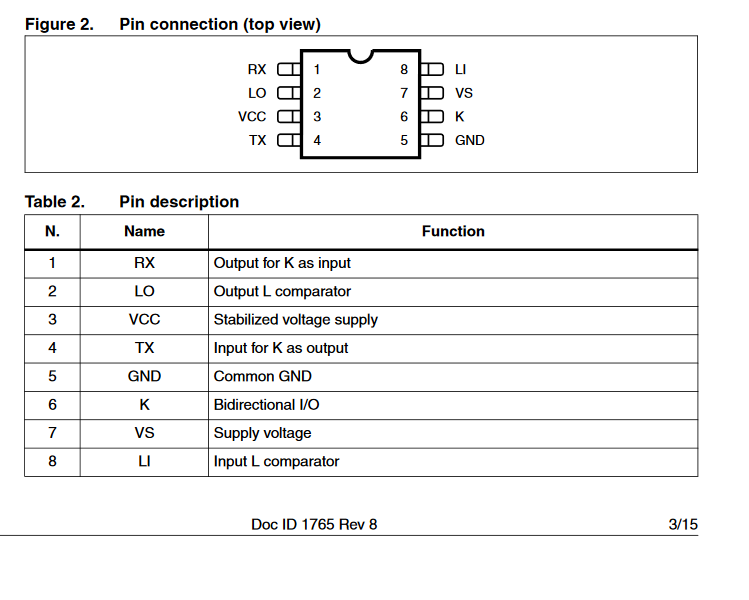 Figure 2. Pin connection (top view)
RX 1 8 LI
LO 2 7 VS
VCC 3 6 K
TX 4 5 GND
Table 2. Pin description
N. Name Function
1 RX Output for K as input
2 LO Output L comparator
3 VCC Stabilized voltage supply
4 TX Input for K as output
5 GND Common GND
6 K Bidirectional I/O
7 VS Supply voltage
8 LI Input L comparator
Doc ID 1765 Rev 8 3/15